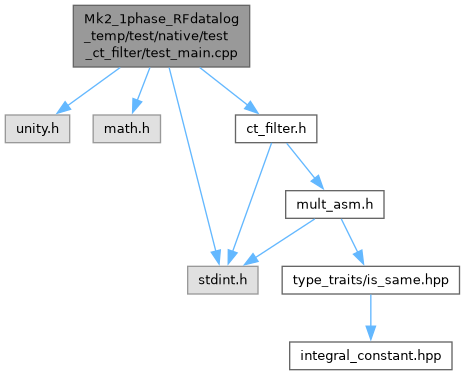 Mk2_1phase_RFdatalog
_temp/test/native/test
_ct_filter/test_main.cpp
unity.h
math.h
ct_filter.h
mult_asm.h
stdint.h
type_traits/is_same.hpp
integral_constant.hpp